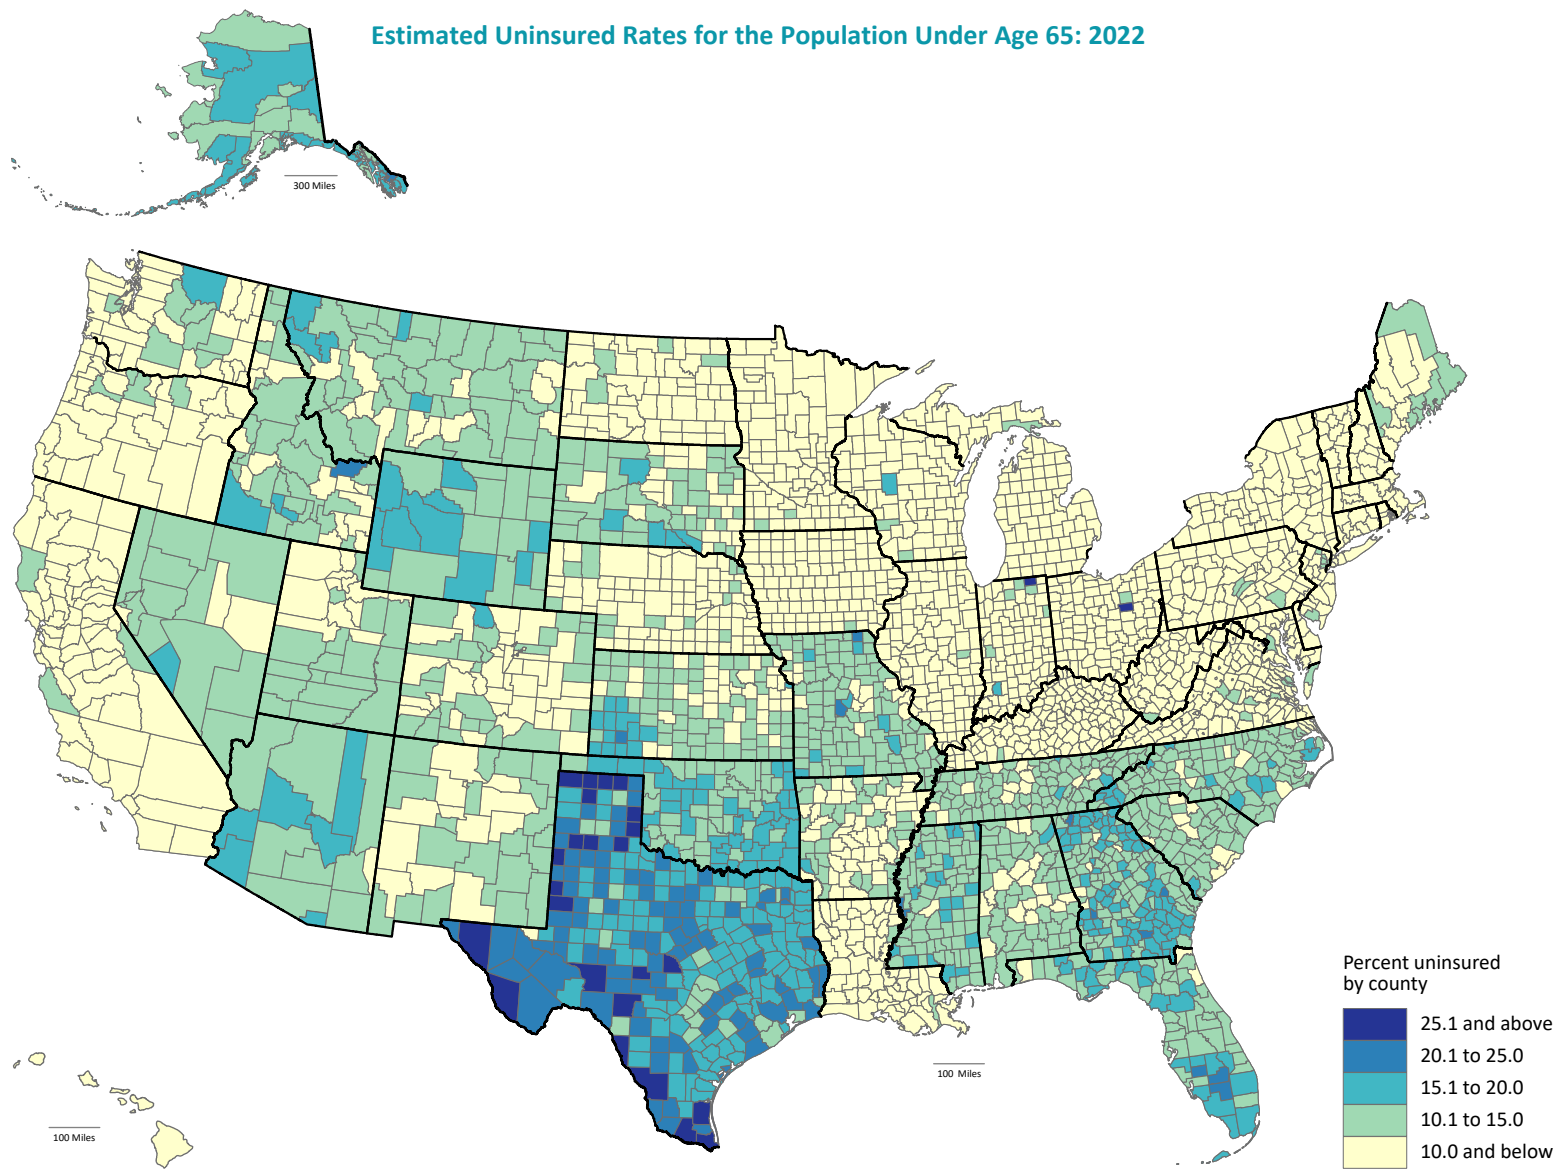 Estimated Uninsured Rates for the Population Under Age 65: 2022
300 Miles
Percent uninsured
by county
25.1 and above
20.1 to 25.0
15.1 to 20.0
10.1 to 15.0
10.0 and below
100 Miles
100 Miles